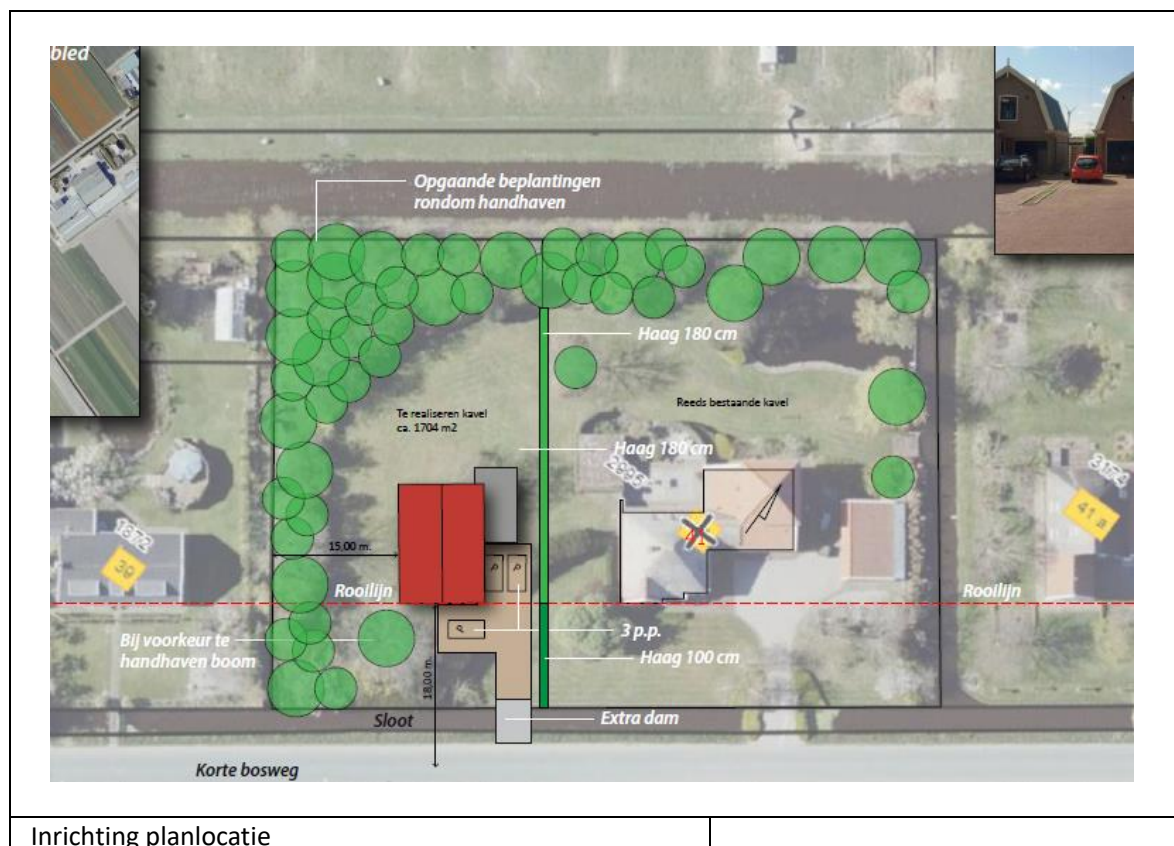 bled
Opgaande beplantingen
rondom handhaven
Haag 180 cm
Te realiseren kavel
ca. 1704 m2
Reeds bestaande kavel
Haag 180 cm
2995
3174
41 a
1672
39
41
15,00 m.
Rooilijn
Rooilijn
Bij voorkeur te
handhaven boom
3 p.p.
Haag 100 cm
18,00 m.
Sloot
Extra dam
Korte bosweg
Inrichting planlocatie